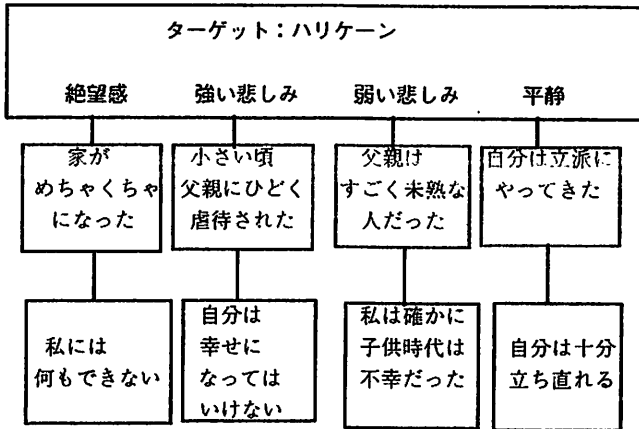 ターゲット：ハリケーン
絶望感 強い悲しみ 弱い悲しみ 平静
家が
めちゃくちゃ
になった
小さい頃
父親にひどく
虐待された
父親は
すごく未熟な
人だった
自分は立派に
やってきた
私には
何もできない
自分は
幸せに
なっては
いけない
私は確かに
子供時代は
不幸だった
自分は十分
立ち直れる